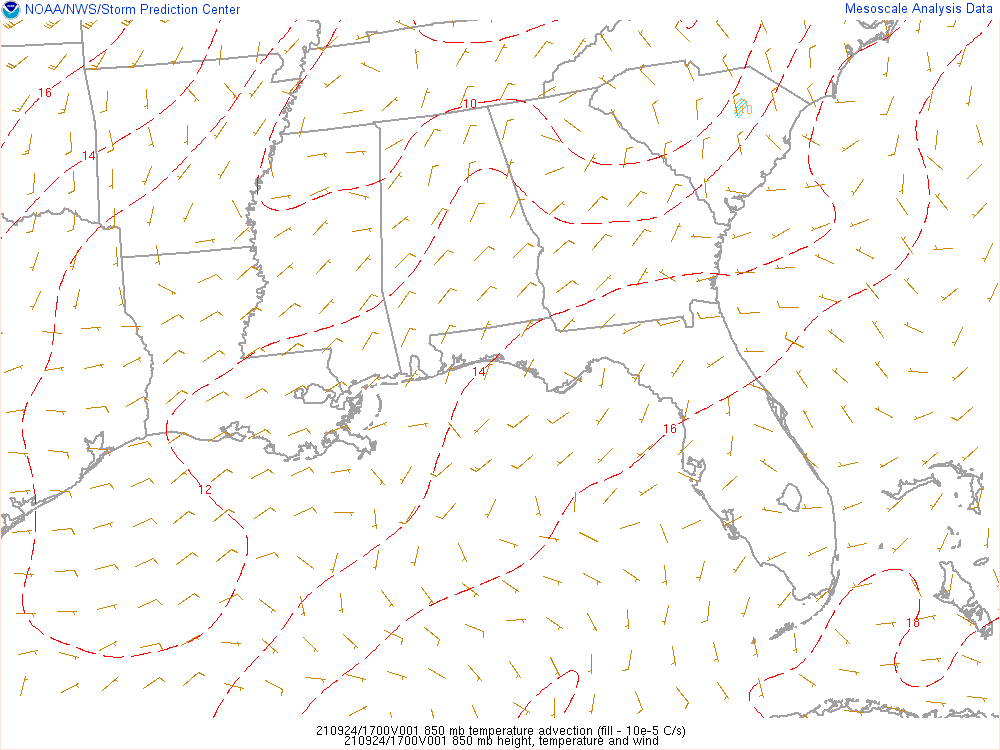 NOAA/NWS/Storm Prediction Center
Mesoscale Analysis Data
16
10
14
14
16
12
16
210924/1700V001 850 mb temperature advection (fill - 10e-5 C/s)
210924/1700V001 850 mb height, temperature and wind